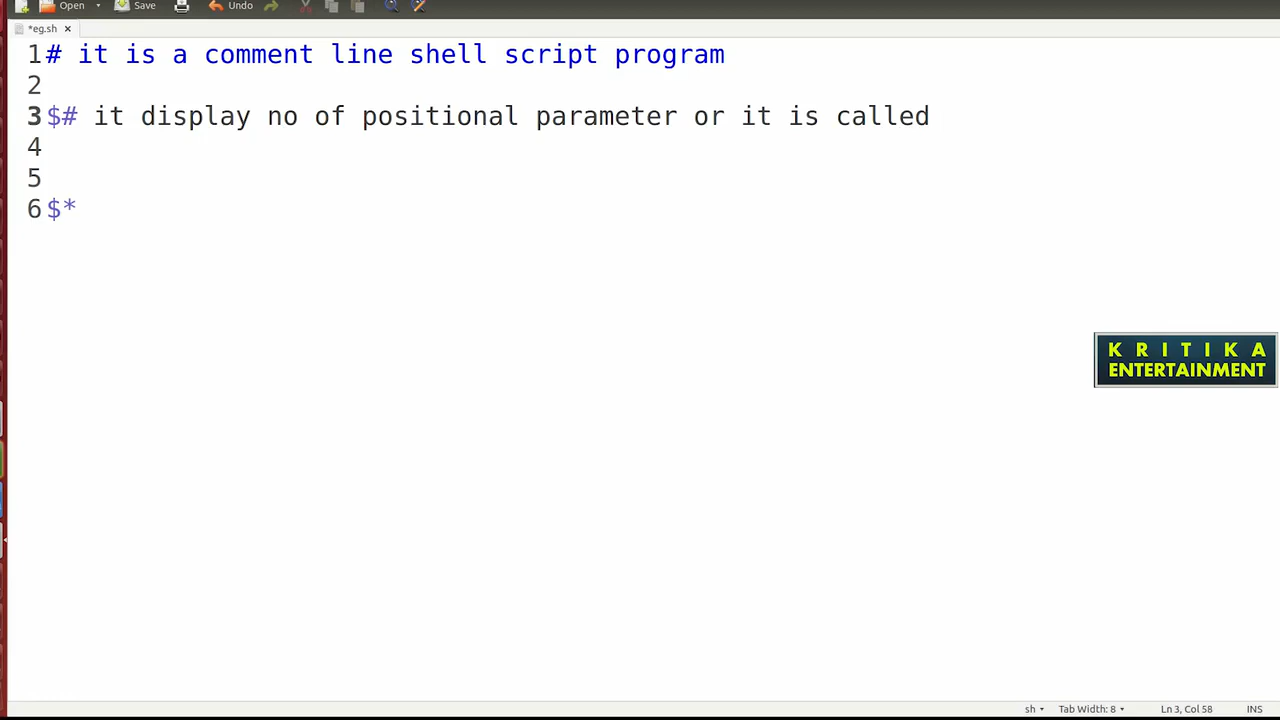 Open Save Undo
*eg.sh ×
1# it is a comment line shell script program
2
3$# it display no of positional parameter or it is called
4
5
6$*
KRITIKA
ENTERTAINMENT
sh Tab Width: 8 Ln 3, Col 58 INS